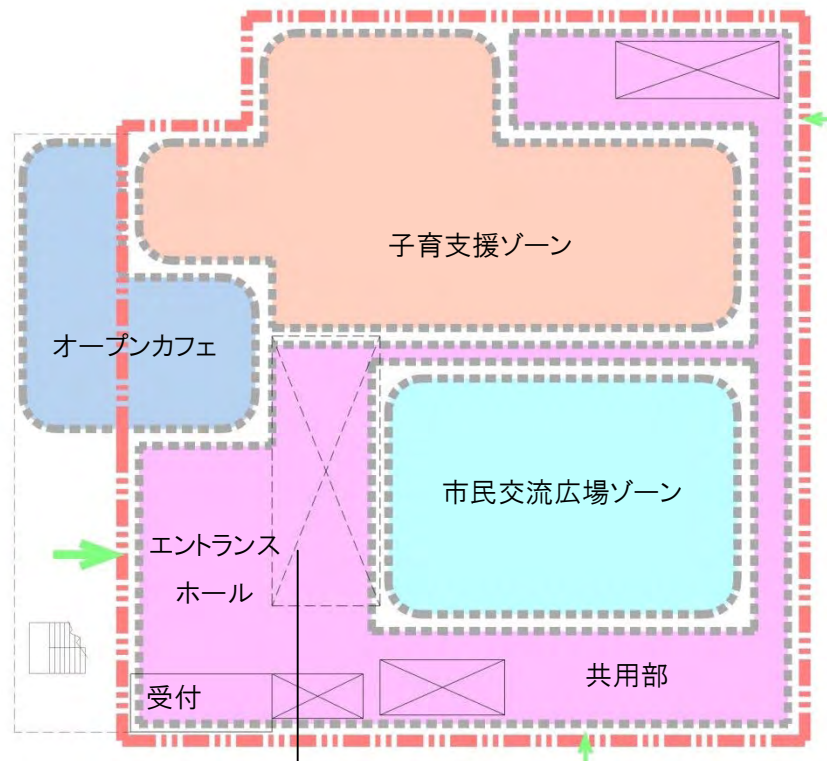 子育支援ゾーン
オープンカフェ
市民交流広場ゾーン
エントランス
ホール
共用部
受付